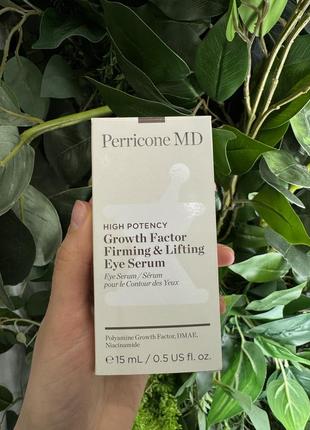 Perricone MD
HIGH POTENCY
Growth Factor
Firming & Lifting
Eye Serum
Eye Serum / Sérum
pour le Contour des Yeux
Polyamine Growth Factor, DMAE,
Niacinamide
℮ 15 mL / 0.5 US fl. oz.